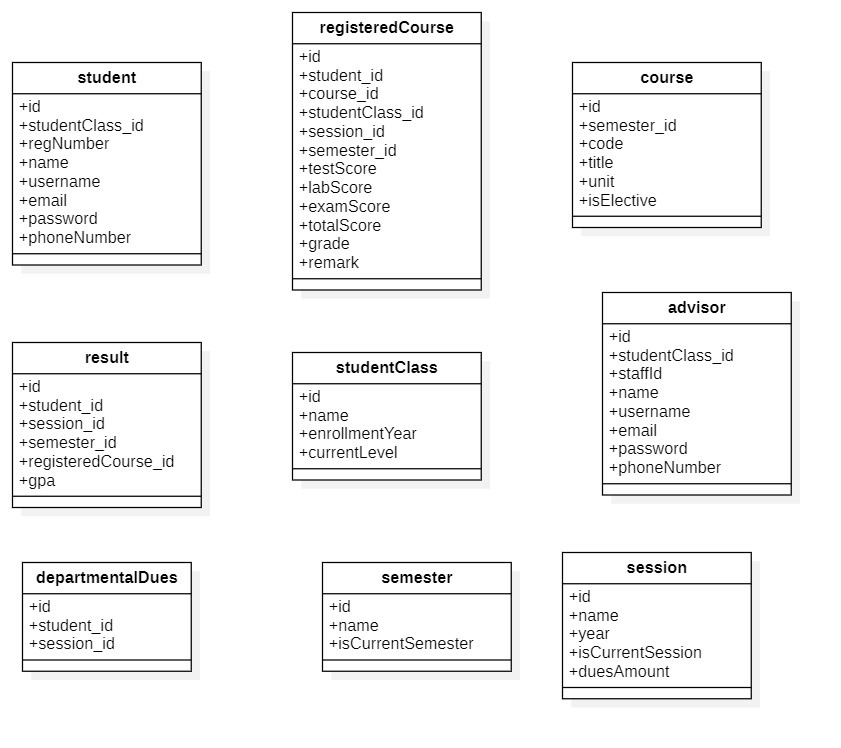 student
+id
+studentClass_id
+regNumber
+name
+username
+email
+password
+phoneNumber
registeredCourse
+id
+student_id
+course_id
+studentClass_id
+session_id
+semester_id
+testScore
+labScore
+examScore
+totalScore
+grade
+remark
course
+id
+semester_id
+code
+title
+unit
+isElective
result
+id
+student_id
+session_id
+semester_id
+registeredCourse_id
+gpa
studentClass
+id
+name
+enrollmentYear
+currentLevel
advisor
+id
+studentClass_id
+staffId
+name
+username
+email
+password
+phoneNumber
departmentalDues
+id
+student_id
+session_id
semester
+id
+name
+isCurrentSemester
session
+id
+name
+year
+isCurrentSession
+duesAmount